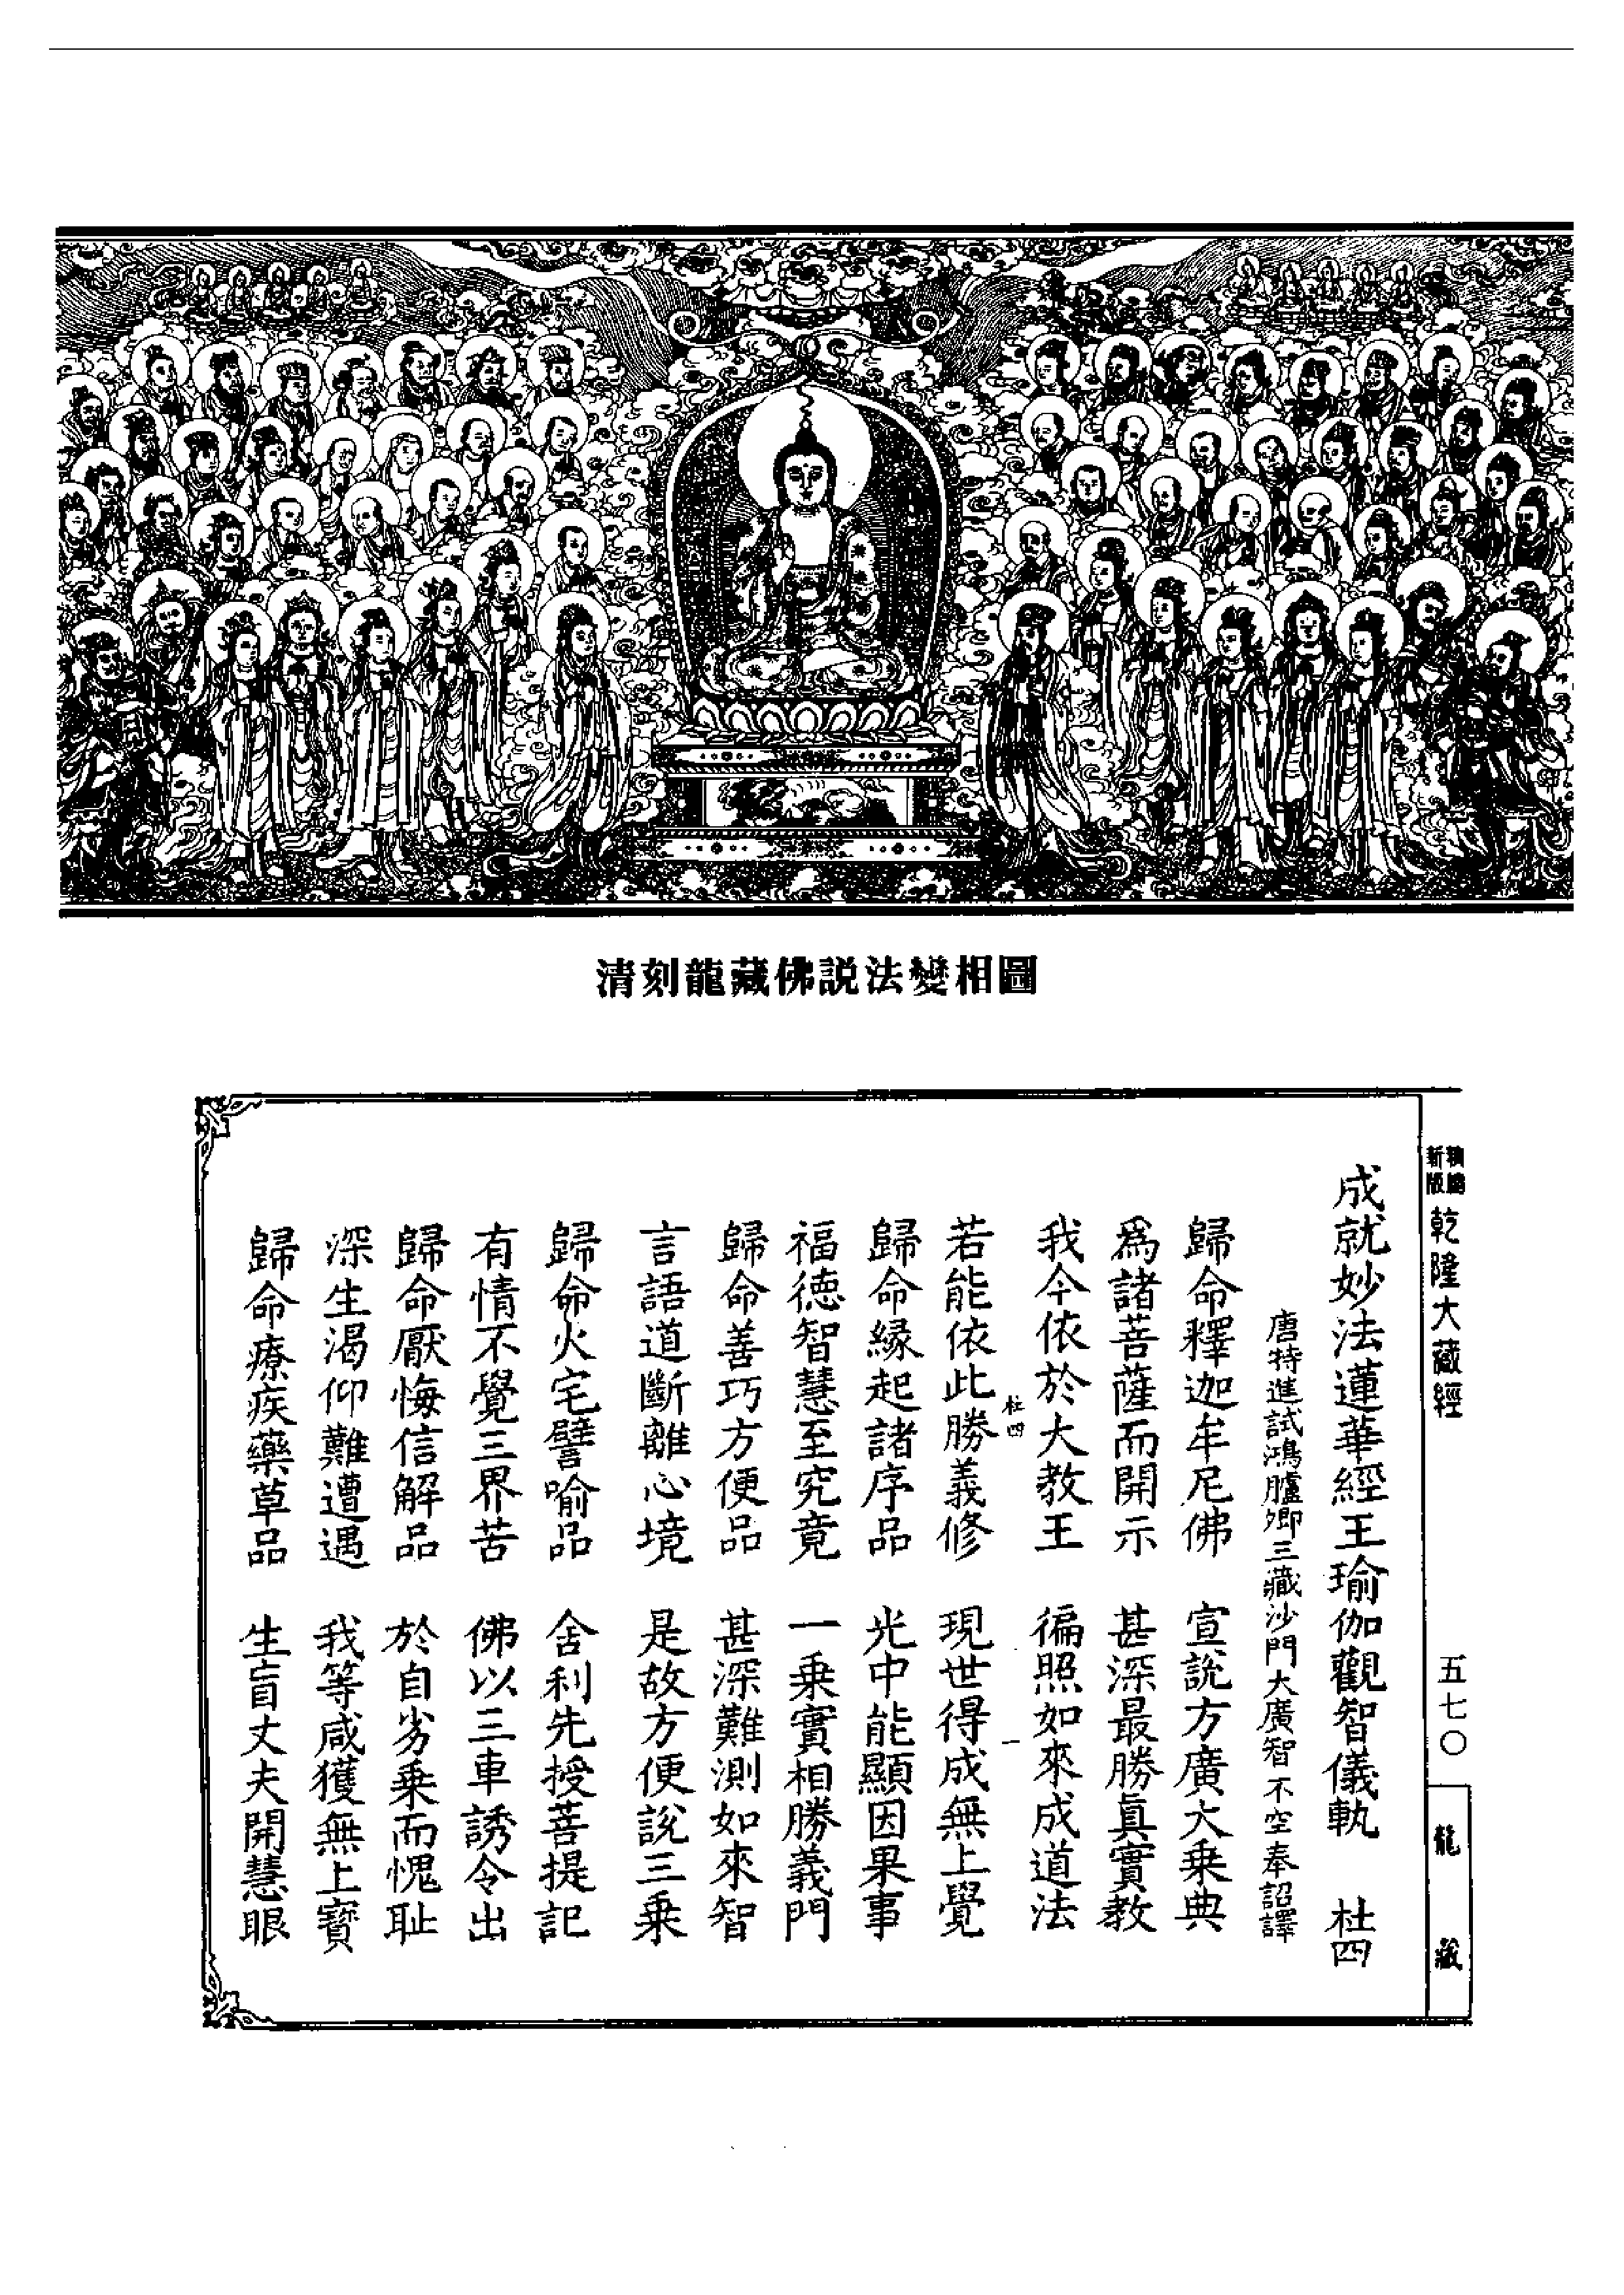 清刻龍藏佛説法變相圖
新版
乾隆大藏經
五七〇
龍藏
成就妙法蓮華經王瑜伽觀智儀軌 杜四
唐特進試鴻臚卿三藏沙門大廣智不空奉詔譯
歸命釋迦牟尼佛 宣說方廣大乗典
爲諸菩薩而開示 甚深最勝眞實教
我今依於大教王 徧照如來成道法
杜四 一
若能依此勝義修 現世得成無上覺
歸命緣起諸序品 光中能顯因果事
福德智慧至究竟 一乗實相勝義門
歸命善巧方便品 甚深難測如來智
言語道斷離心境 是故方便說三乗
歸命火宅譬喻品 舍利先授菩提記
有情不覺三界苦 佛以三車誘令出
歸命厭悔信解品 於自劣乗而愧耻
深生渴仰難遭遇 我等咸獲無上寶
歸命療疾藥草品 生盲丈夫開慧眼